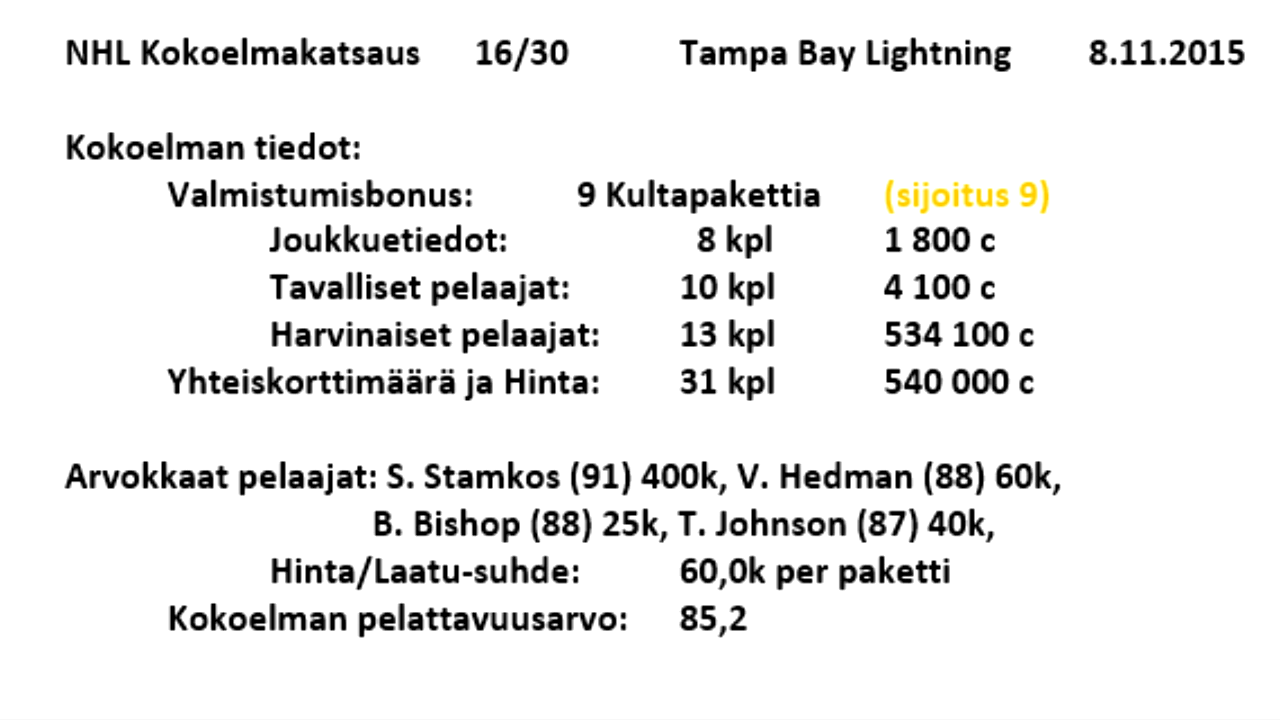 NHL Kokoelmakatsaus 16/30 Tampa Bay Lightning 8.11.2015
Kokoelman tiedot:
Valmistumisbonus: 9 Kultapakettia (sijoitus 9)
Joukkuetiedot: 8 kpl 1 800 c
Tavalliset pelaajat: 10 kpl 4 100 c
Harvinaiset pelaajat: 13 kpl 534 100 c
Yhteiskorttimäärä ja Hinta: 31 kpl 540 000 c
Arvokkaat pelaajat: S. Stamkos (91) 400k, V. Hedman (88) 60k,
B. Bishop (88) 25k, T. Johnson (87) 40k,
Hinta/Laatu-suhde: 60,0k per paketti
Kokoelman pelattavuusarvo: 85,2